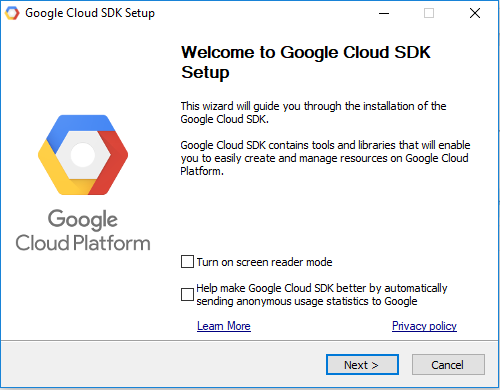 Google Cloud SDK Setup
Welcome to Google Cloud SDK
Setup
This wizard will guide you through the installation of the
Google Cloud SDK.
Google Cloud SDK contains tools and libraries that will enable
you to easily create and manage resources on Google Cloud
Platform.
Google
Cloud Platform
Turn on screen reader mode
Help make Google Cloud SDK better by automatically
sending anonymous usage statistics to Google
Learn More
Privacy policy
Next >
Cancel